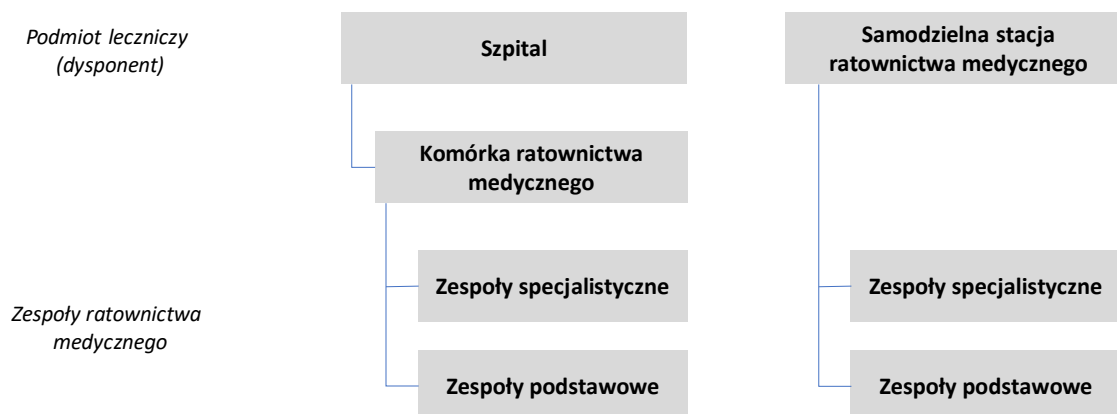 Podmiot leczniczy
(dysponent)
Szpital
Samodzielna stacja
ratownictwa medycznego
Komórka ratownictwa
medycznego
Zespoły ratownictwa
medycznego
Zespoły specjalistyczne
Zespoły podstawowe
Zespoły specjalistyczne
Zespoły podstawowe